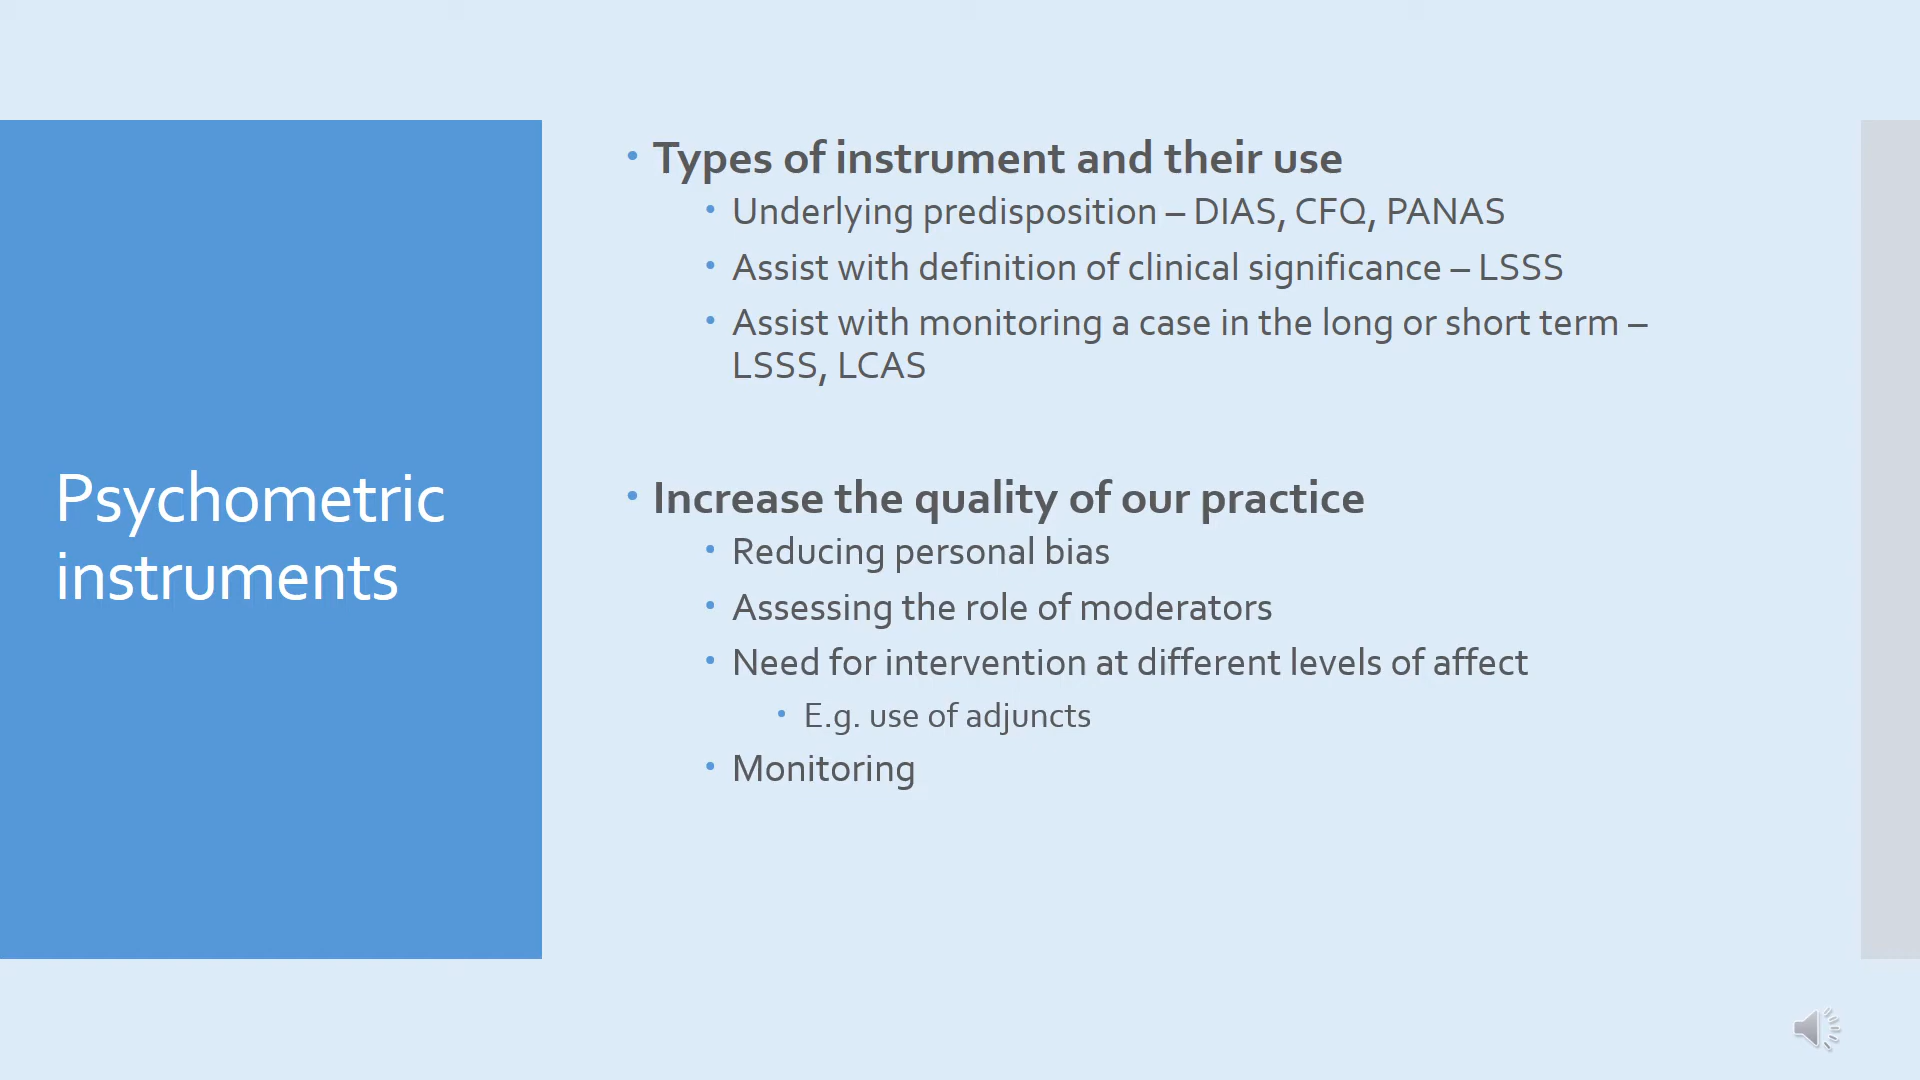 Psychometric
instruments
• Types of instrument and their use
• Underlying predisposition – DIAS, CFQ, PANAS
• Assist with definition of clinical significance – LSSS
• Assist with monitoring a case in the long or short term –
LSSS, LCAS
• Increase the quality of our practice
• Reducing personal bias
• Assessing the role of moderators
• Need for intervention at different levels of affect
• E.g. use of adjuncts
• Monitoring